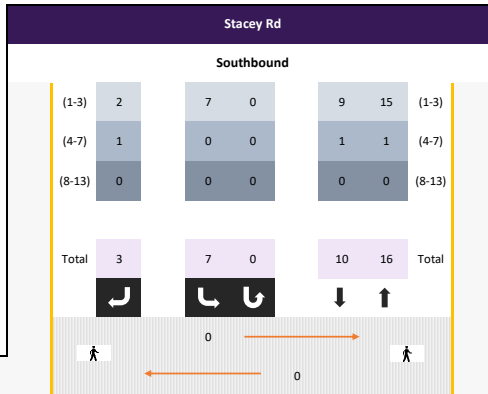 Stacey Rd
Southbound
(1-3) 2 7 0 9 15 (1-3)
(4-7) 1 0 0 1 1 (4-7)
(8-13) 0 0 0 0 0 (8-13)
Total 3 7 0 10 16 Total
0
0